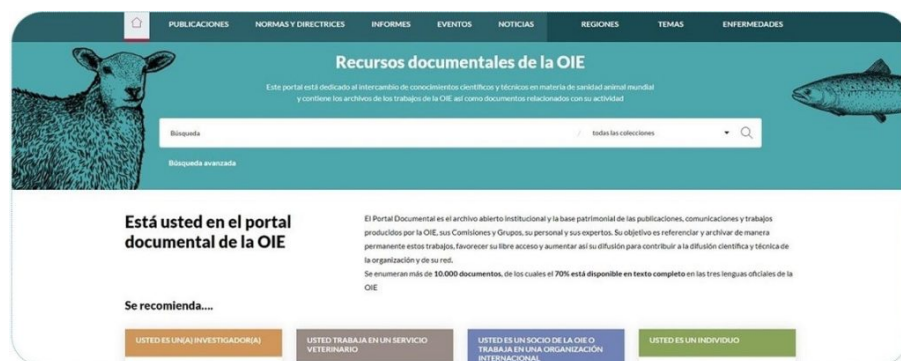 PUBLICACIONES NORMAS Y DIRECTRICES INFORMES EVENTOS NOTICIAS REGIONES TEMAS ENFERMEDADES
Recursos documentales de la OIE
Este portal está dedicado al intercambio de conocimientos científicos y técnicos en materia de sanidad animal mundial
y contiene los archivos de los trabajos de la OIE así como documentos relacionados con su actividad
Búsqueda / todas las colecciones
Búsqueda avanzada
Está usted en el portal
documental de la OIE
El Portal Documental es el archivo abierto institucional y la base patrimonial de las publicaciones, comunicaciones y trabajos
producidos por la OIE, sus Comisiones y Grupos, su personal y sus expertos. Su objetivo es referenciar y archivar de manera
permanente estos trabajos, favorecer su libre acceso y aumentar así su difusión para contribuir a la difusión científica y técnica de
la organización y de su red.
Se enumeran más de 10.000 documentos, de los cuales el 70% está disponible en texto completo en las tres lenguas oficiales de la
OIE
Se recomienda....
USTED ES UN(A) INVESTIGADOR(A)
USTED TRABAJA EN UN SERVICIO
VETERINARIO
USTED ES UN SOCIO DE LA OIE O
TRABAJA EN UNA ORGANIZACIÓN
INTERNACIONAL
USTED ES UN INDIVIDUO